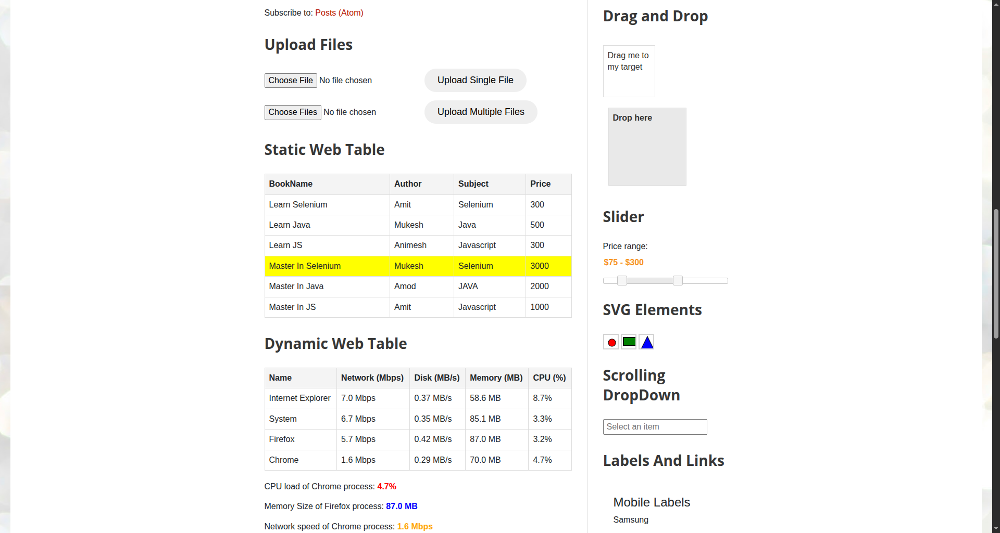 Subscribe to: Posts (Atom)
Upload Files
Choose File No file chosen Upload Single File
Choose Files No file chosen Upload Multiple Files
Static Web Table
BookName Author Subject Price
Learn Selenium Amit Selenium 300
Learn Java Mukesh Java 500
Learn JS Animesh Javascript 300
Master In Selenium Mukesh Selenium 3000
Master In Java Amod JAVA 2000
Master In JS Amit Javascript 1000
Dynamic Web Table
Name Network (Mbps) Disk (MB/s) Memory (MB) CPU (%)
Internet Explorer 7.0 Mbps 0.37 MB/s 58.6 MB 8.7%
System 6.7 Mbps 0.35 MB/s 85.1 MB 3.3%
Firefox 5.7 Mbps 0.42 MB/s 87.0 MB 3.2%
Chrome 1.6 Mbps 0.29 MB/s 70.0 MB 4.7%
CPU load of Chrome process: 4.7%
Memory Size of Firefox process: 87.0 MB
Network speed of Chrome process: 1.6 Mbps
Drag and Drop
Drag me to
my target
Drop here
Slider
Price range:
$75 - $300
SVG Elements
Scrolling
DropDown
Select an item
Labels And Links
Mobile Labels
Samsung